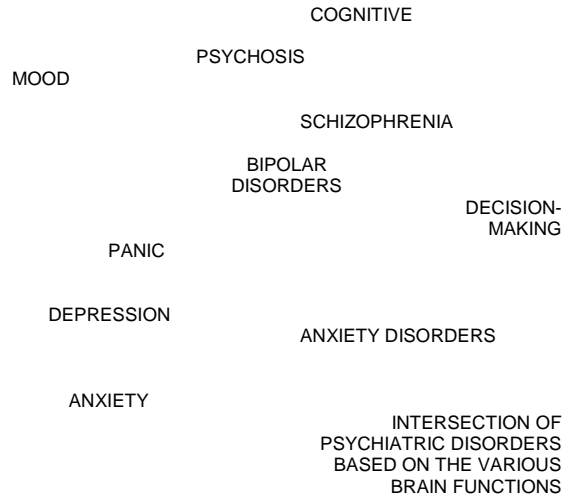 COGNITIVE
PSYCHOSIS
MOOD
SCHIZOPHRENIA
BIPOLAR
DISORDERS
DECISION-
MAKING
PANIC
DEPRESSION
ANXIETY DISORDERS
ANXIETY
INTERSECTION OF
PSYCHIATRIC DISORDERS
BASED ON THE VARIOUS
BRAIN FUNCTIONS